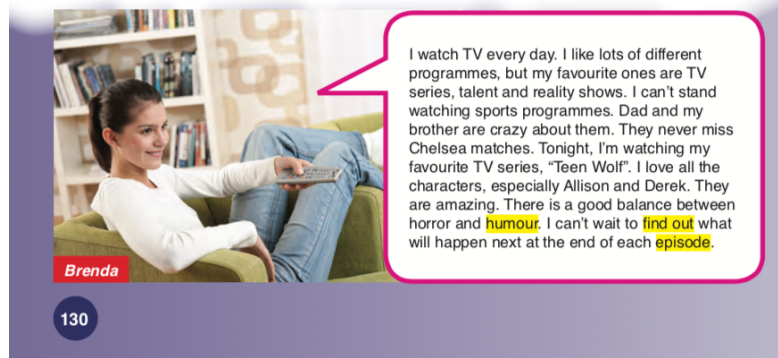 I watch TV every day. I like lots of different
programmes, but my favourite ones are TV
series, talent and reality shows. I can't stand
watching sports programmes. Dad and my
brother are crazy about them. They never miss
Chelsea matches. Tonight, I'm watching my
favourite TV series, “Teen Wolf”. I love all the
characters, especially Allison and Derek. They
are amazing. There is a good balance between
horror and humour. I can't wait to find out what
will happen next at the end of each episode.
Brenda
130